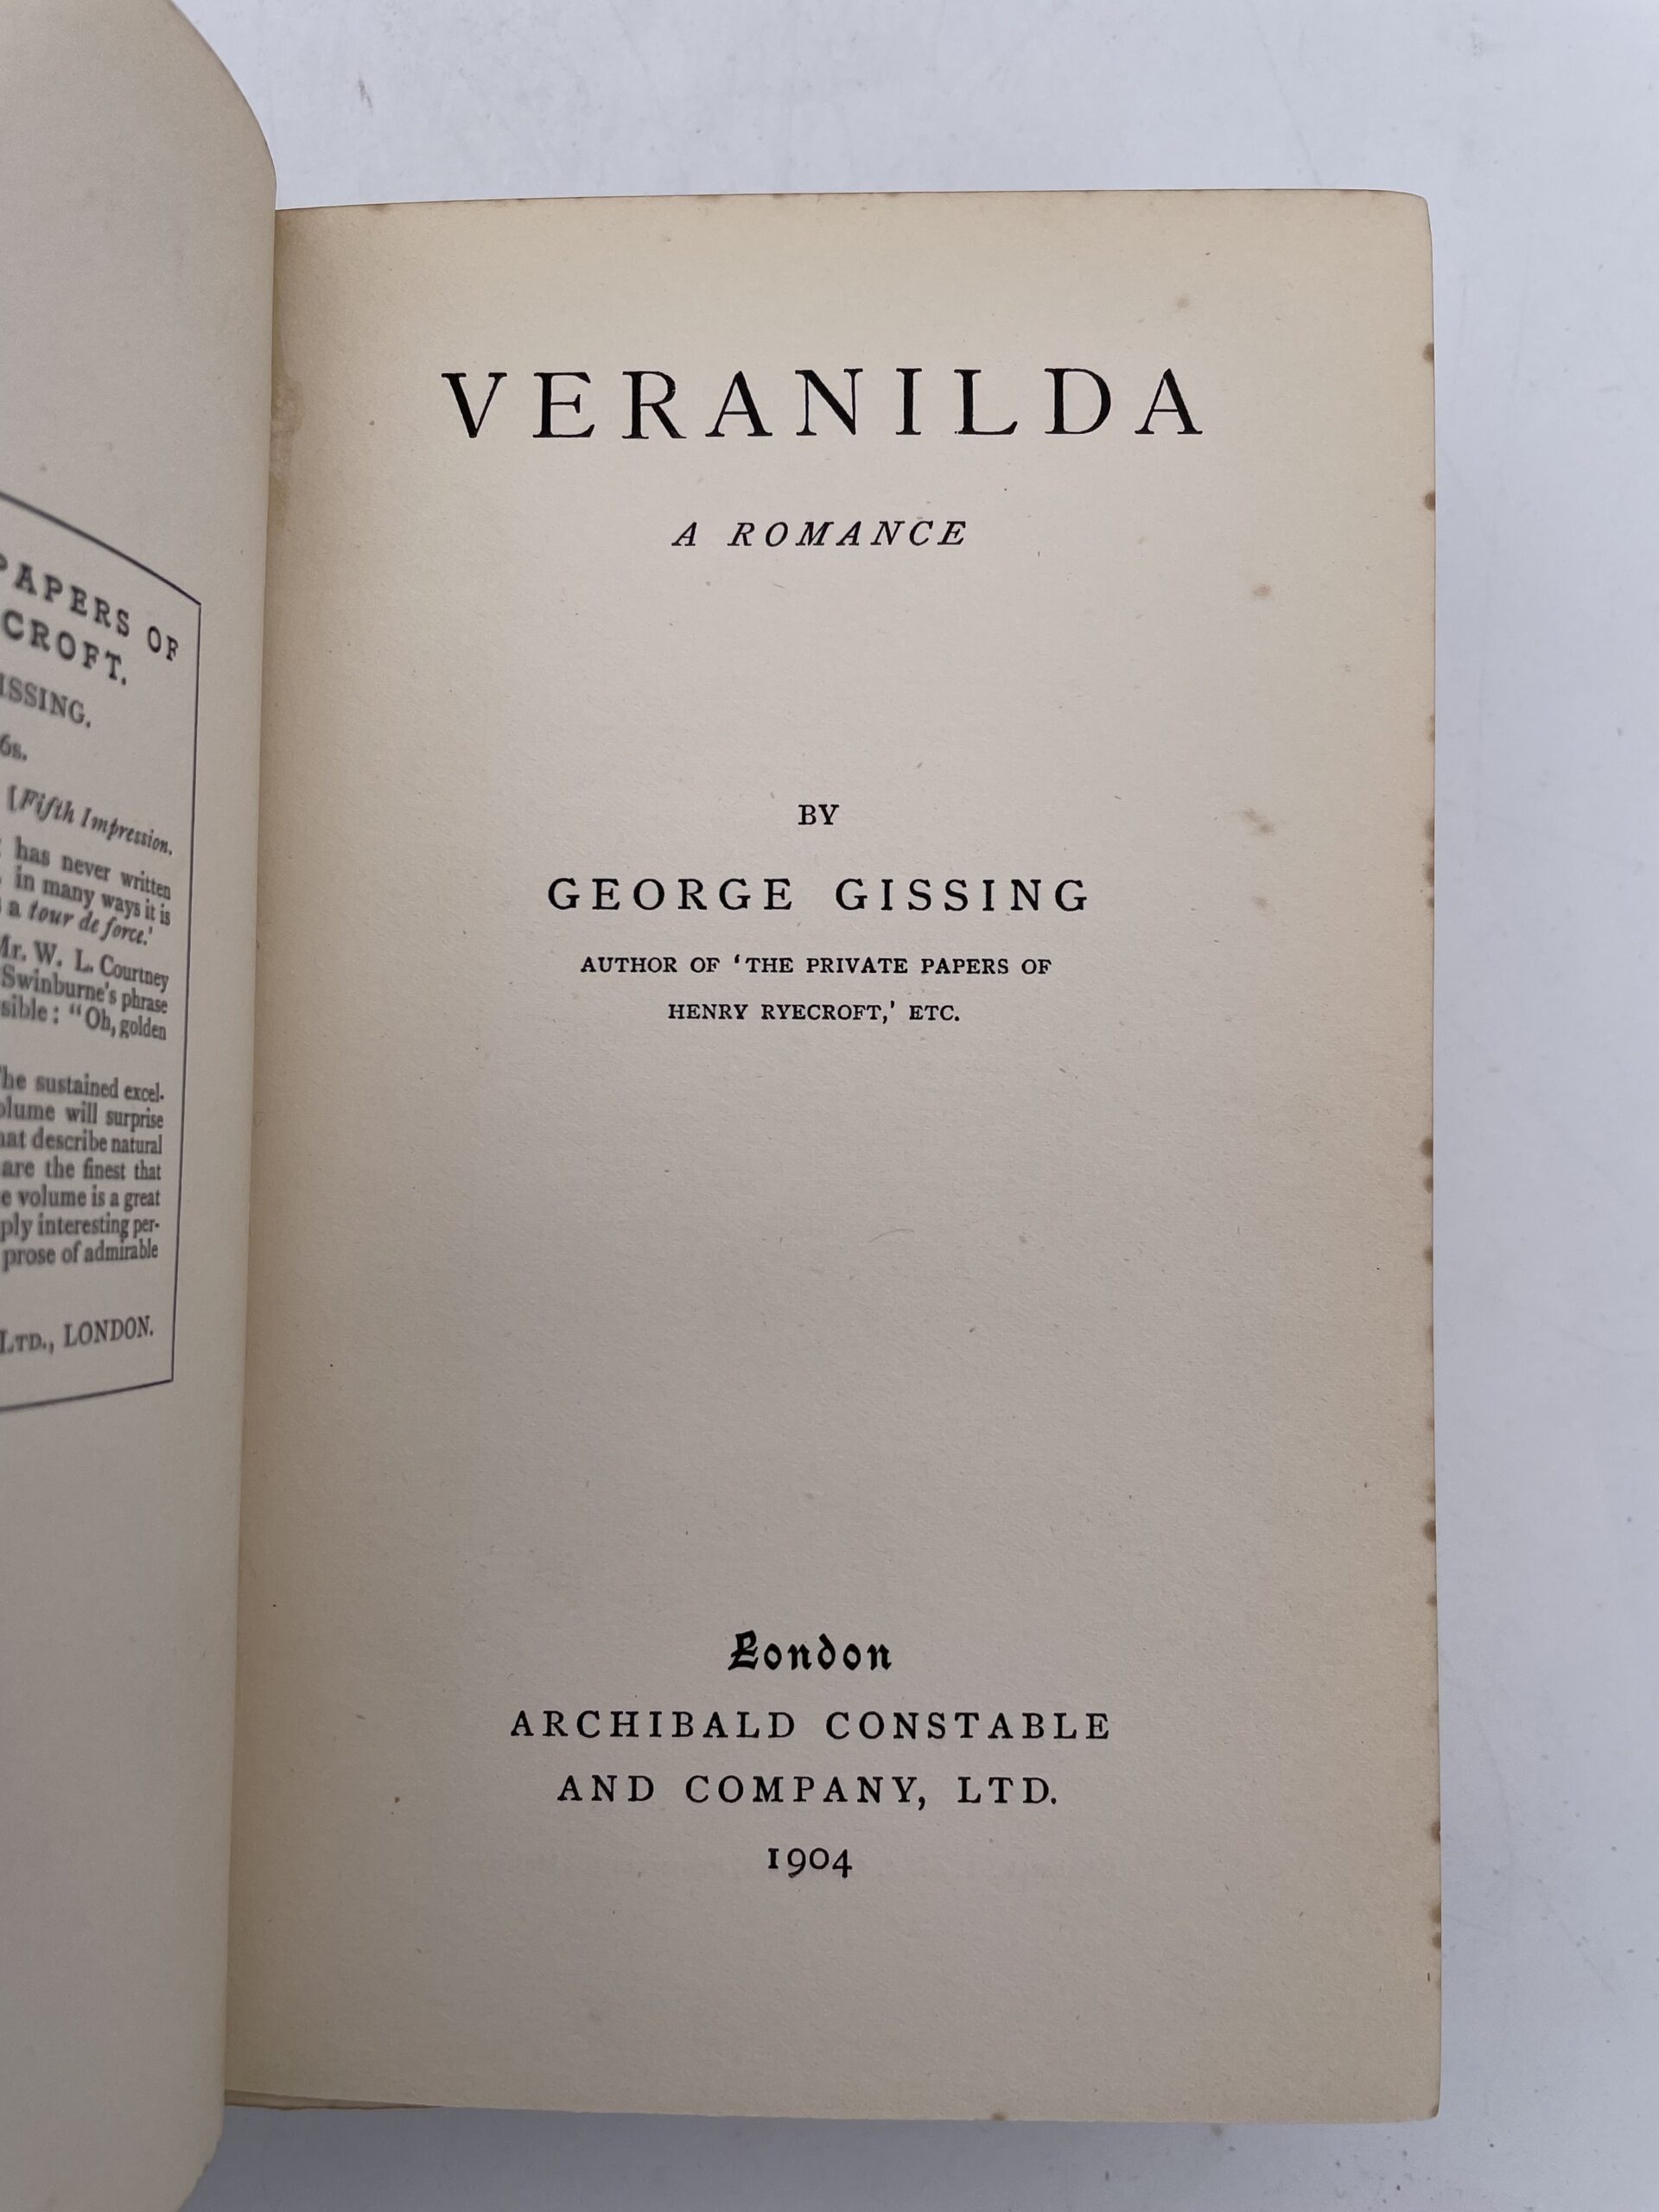 PAPERS OF
CROFT.
ISSING.
6s.
[Fifth Impression.
has never written
in many ways it is
a tour de force.'
Mr. W. L. Courtney
Swinburne's phrase
sible: "Oh, golden
he sustained excel-
olume will surprise
hat describe natural
are the finest that
e volume is a great
ply interesting per-
prose of admirable
LTD., LONDON.
VERANILDA
A ROMANCE
BY
GEORGE GISSING
AUTHOR OF 'THE PRIVATE PAPERS OF
HENRY RYECROFT,' ETC.
London
ARCHIBALD CONSTABLE
AND COMPANY, LTD.
1904